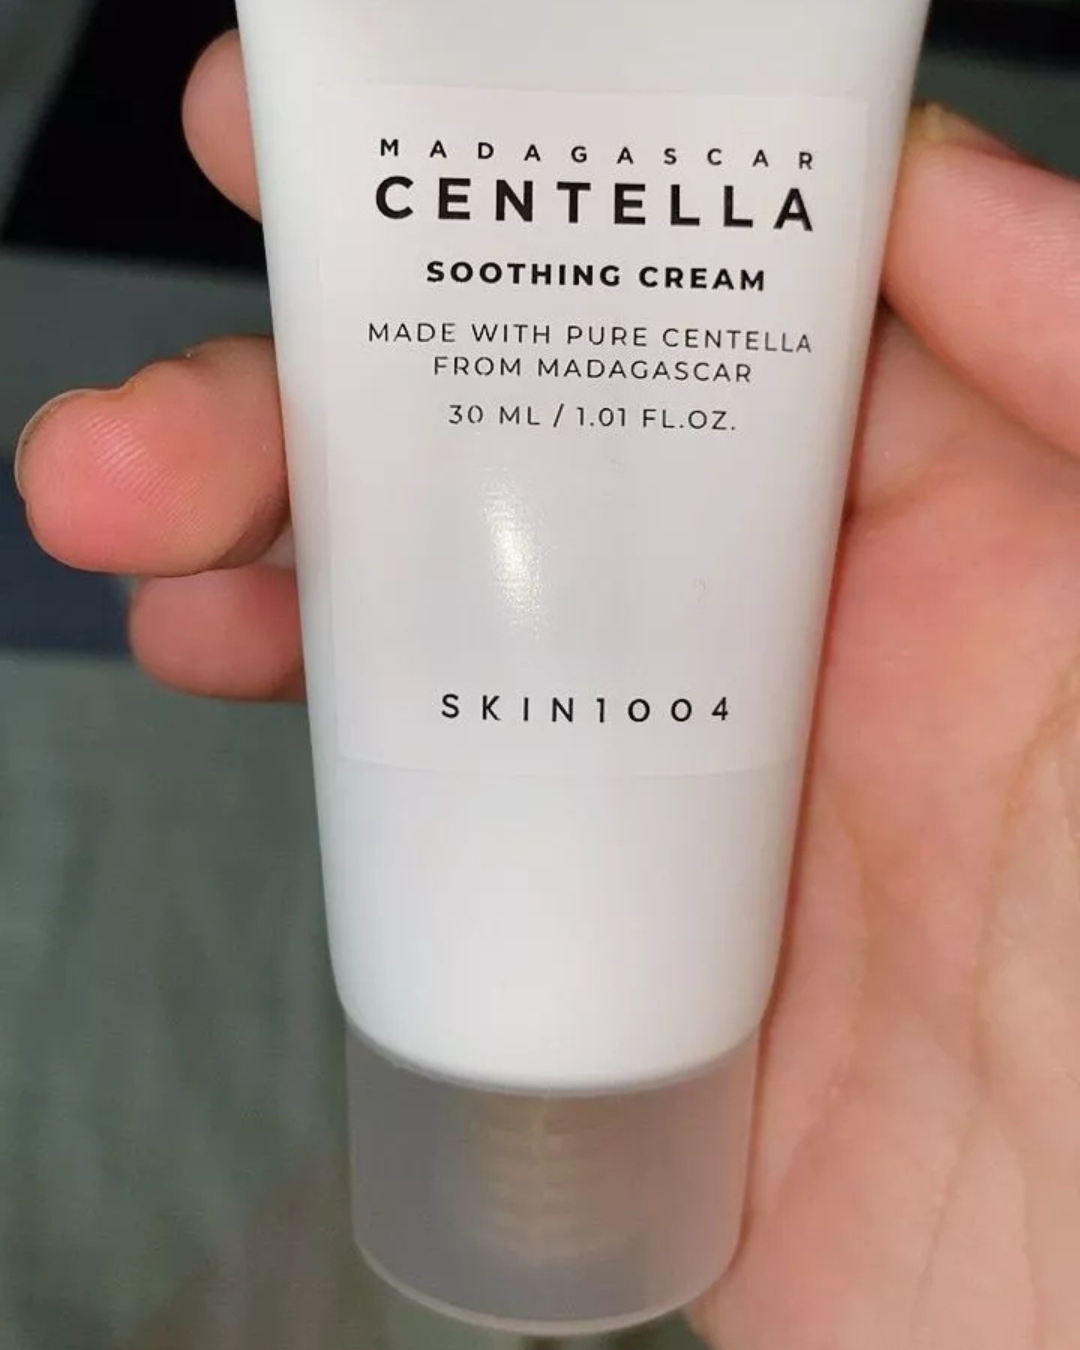 MADAGASCAR
CENTELLA
SOOTHING CREAM
MADE WITH PURE CENTELLA
FROM MADAGASCAR
30 ML / 1.01 FL.OZ.
SKIN1004